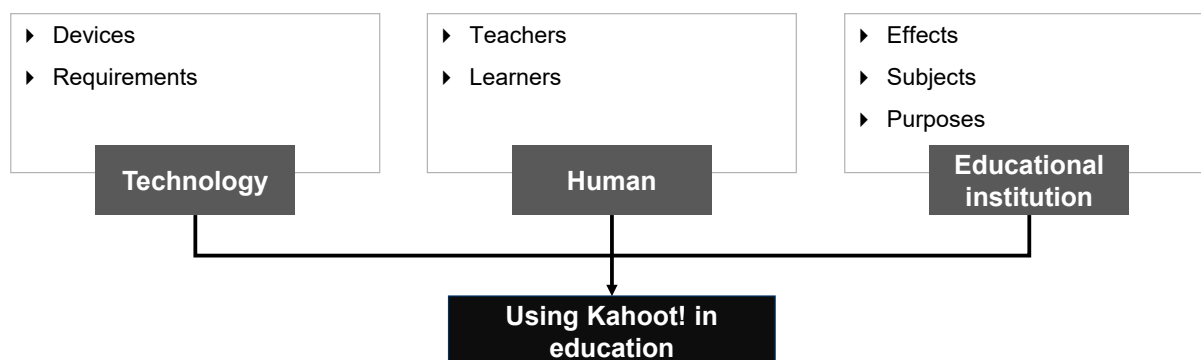 Devices
Requirements
Technology
Teachers
Learners
Human
Effects
Subjects
Purposes
Educational
institution
Using Kahoot! in
education